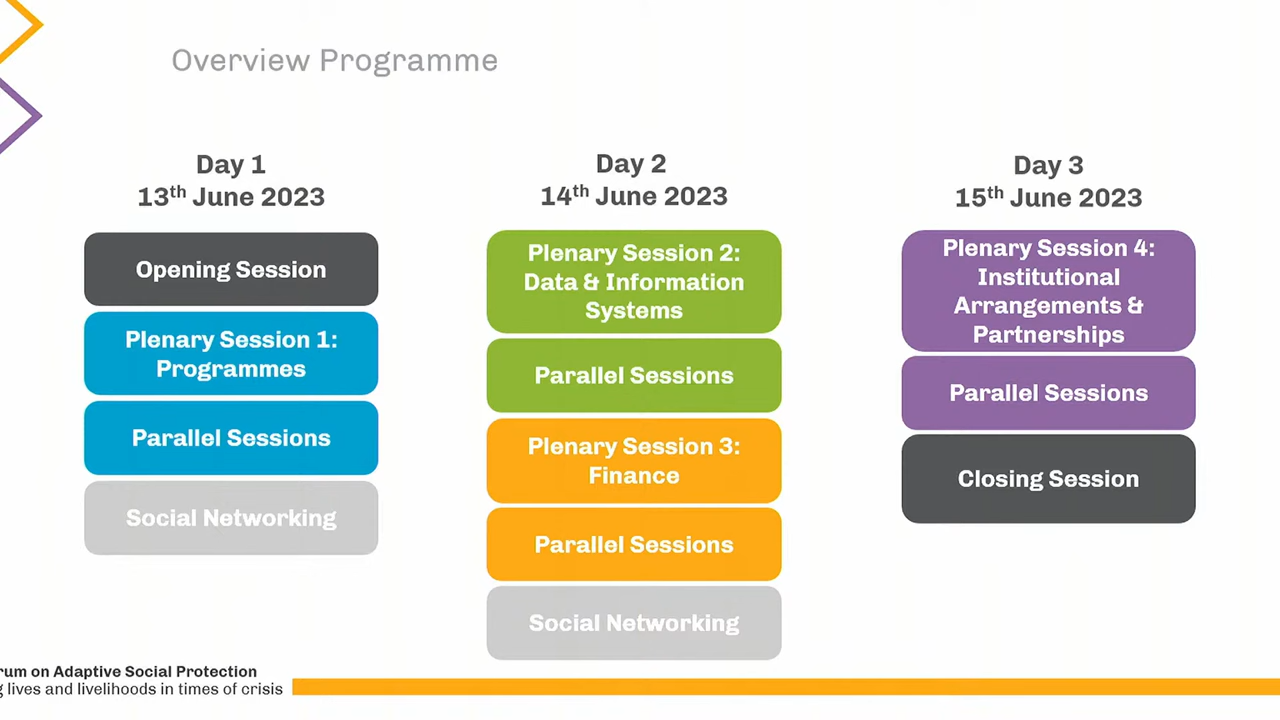 Overview Programme
Day 1
13th June 2023
Opening Session
Plenary Session 1:
Programmes
Parallel Sessions
Social Networking
Day 2
14th June 2023
Plenary Session 2:
Data & Information
Systems
Parallel Sessions
Plenary Session 3:
Finance
Parallel Sessions
Social Networking
Day 3
15th June 2023
Plenary Session 4:
Institutional
Arrangements &
Partnerships
Parallel Sessions
Closing Session
on Adaptive Social Protection
lives and livelihoods in times of crisis